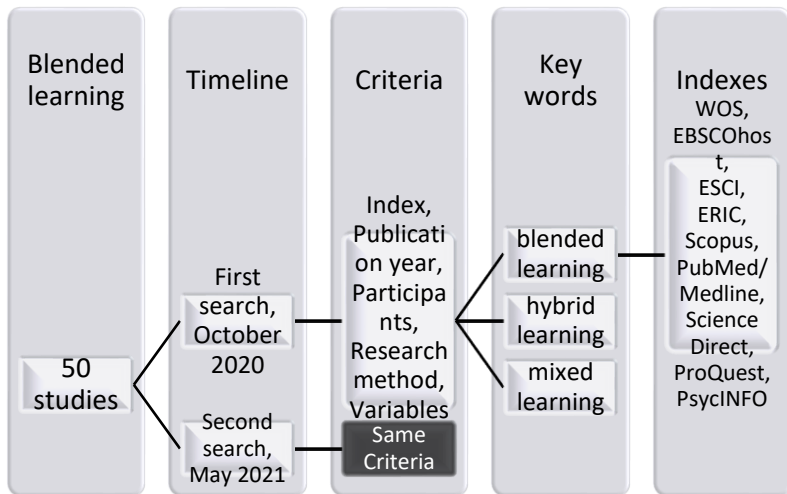 Blended
learning
50
studies
Timeline
First
search,
October
2020
Second
search,
May 2021
Criteria
Index,
Publicati
on year,
Participa
nts,
Research
method,
Variables
Same
Criteria
Key
words
blended
learning
hybrid
learning
mixed
learning
Indexes
WOS,
EBSCOhos
t,
ESCI,
ERIC,
Scopus,
PubMed/
Medline,
Science
Direct,
ProQuest,
PsycINFO